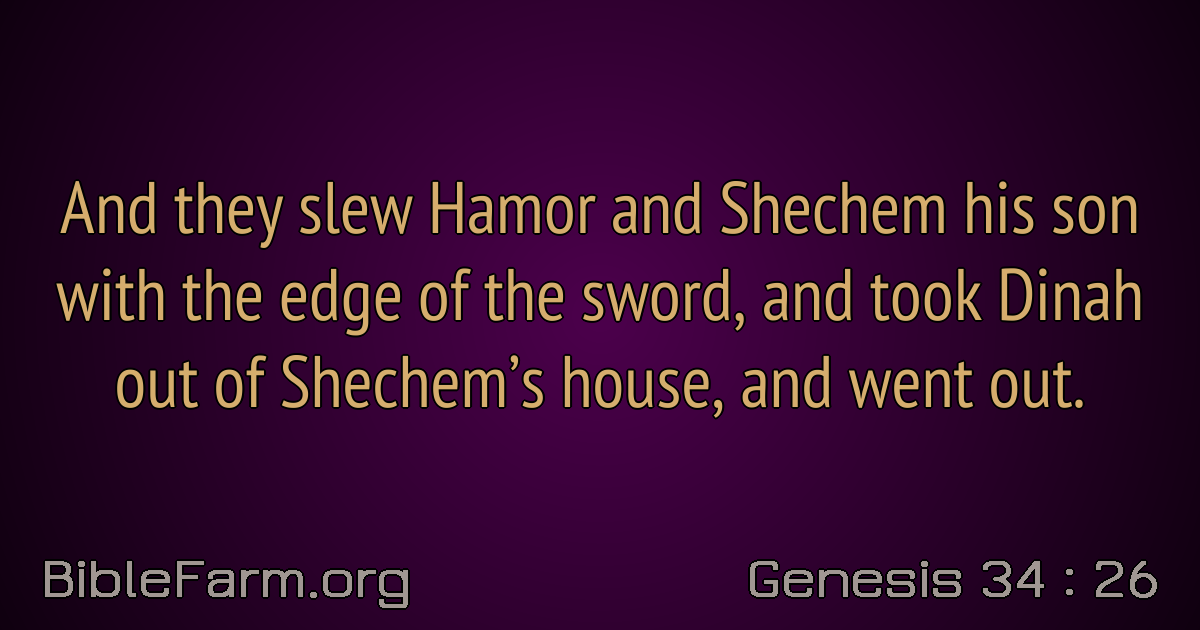 And they slew Hamor and Shechem his son
with the edge of the sword, and took Dinah
out of Shechem’s house, and went out.
BibleFarm.org
Genesis 34 : 26